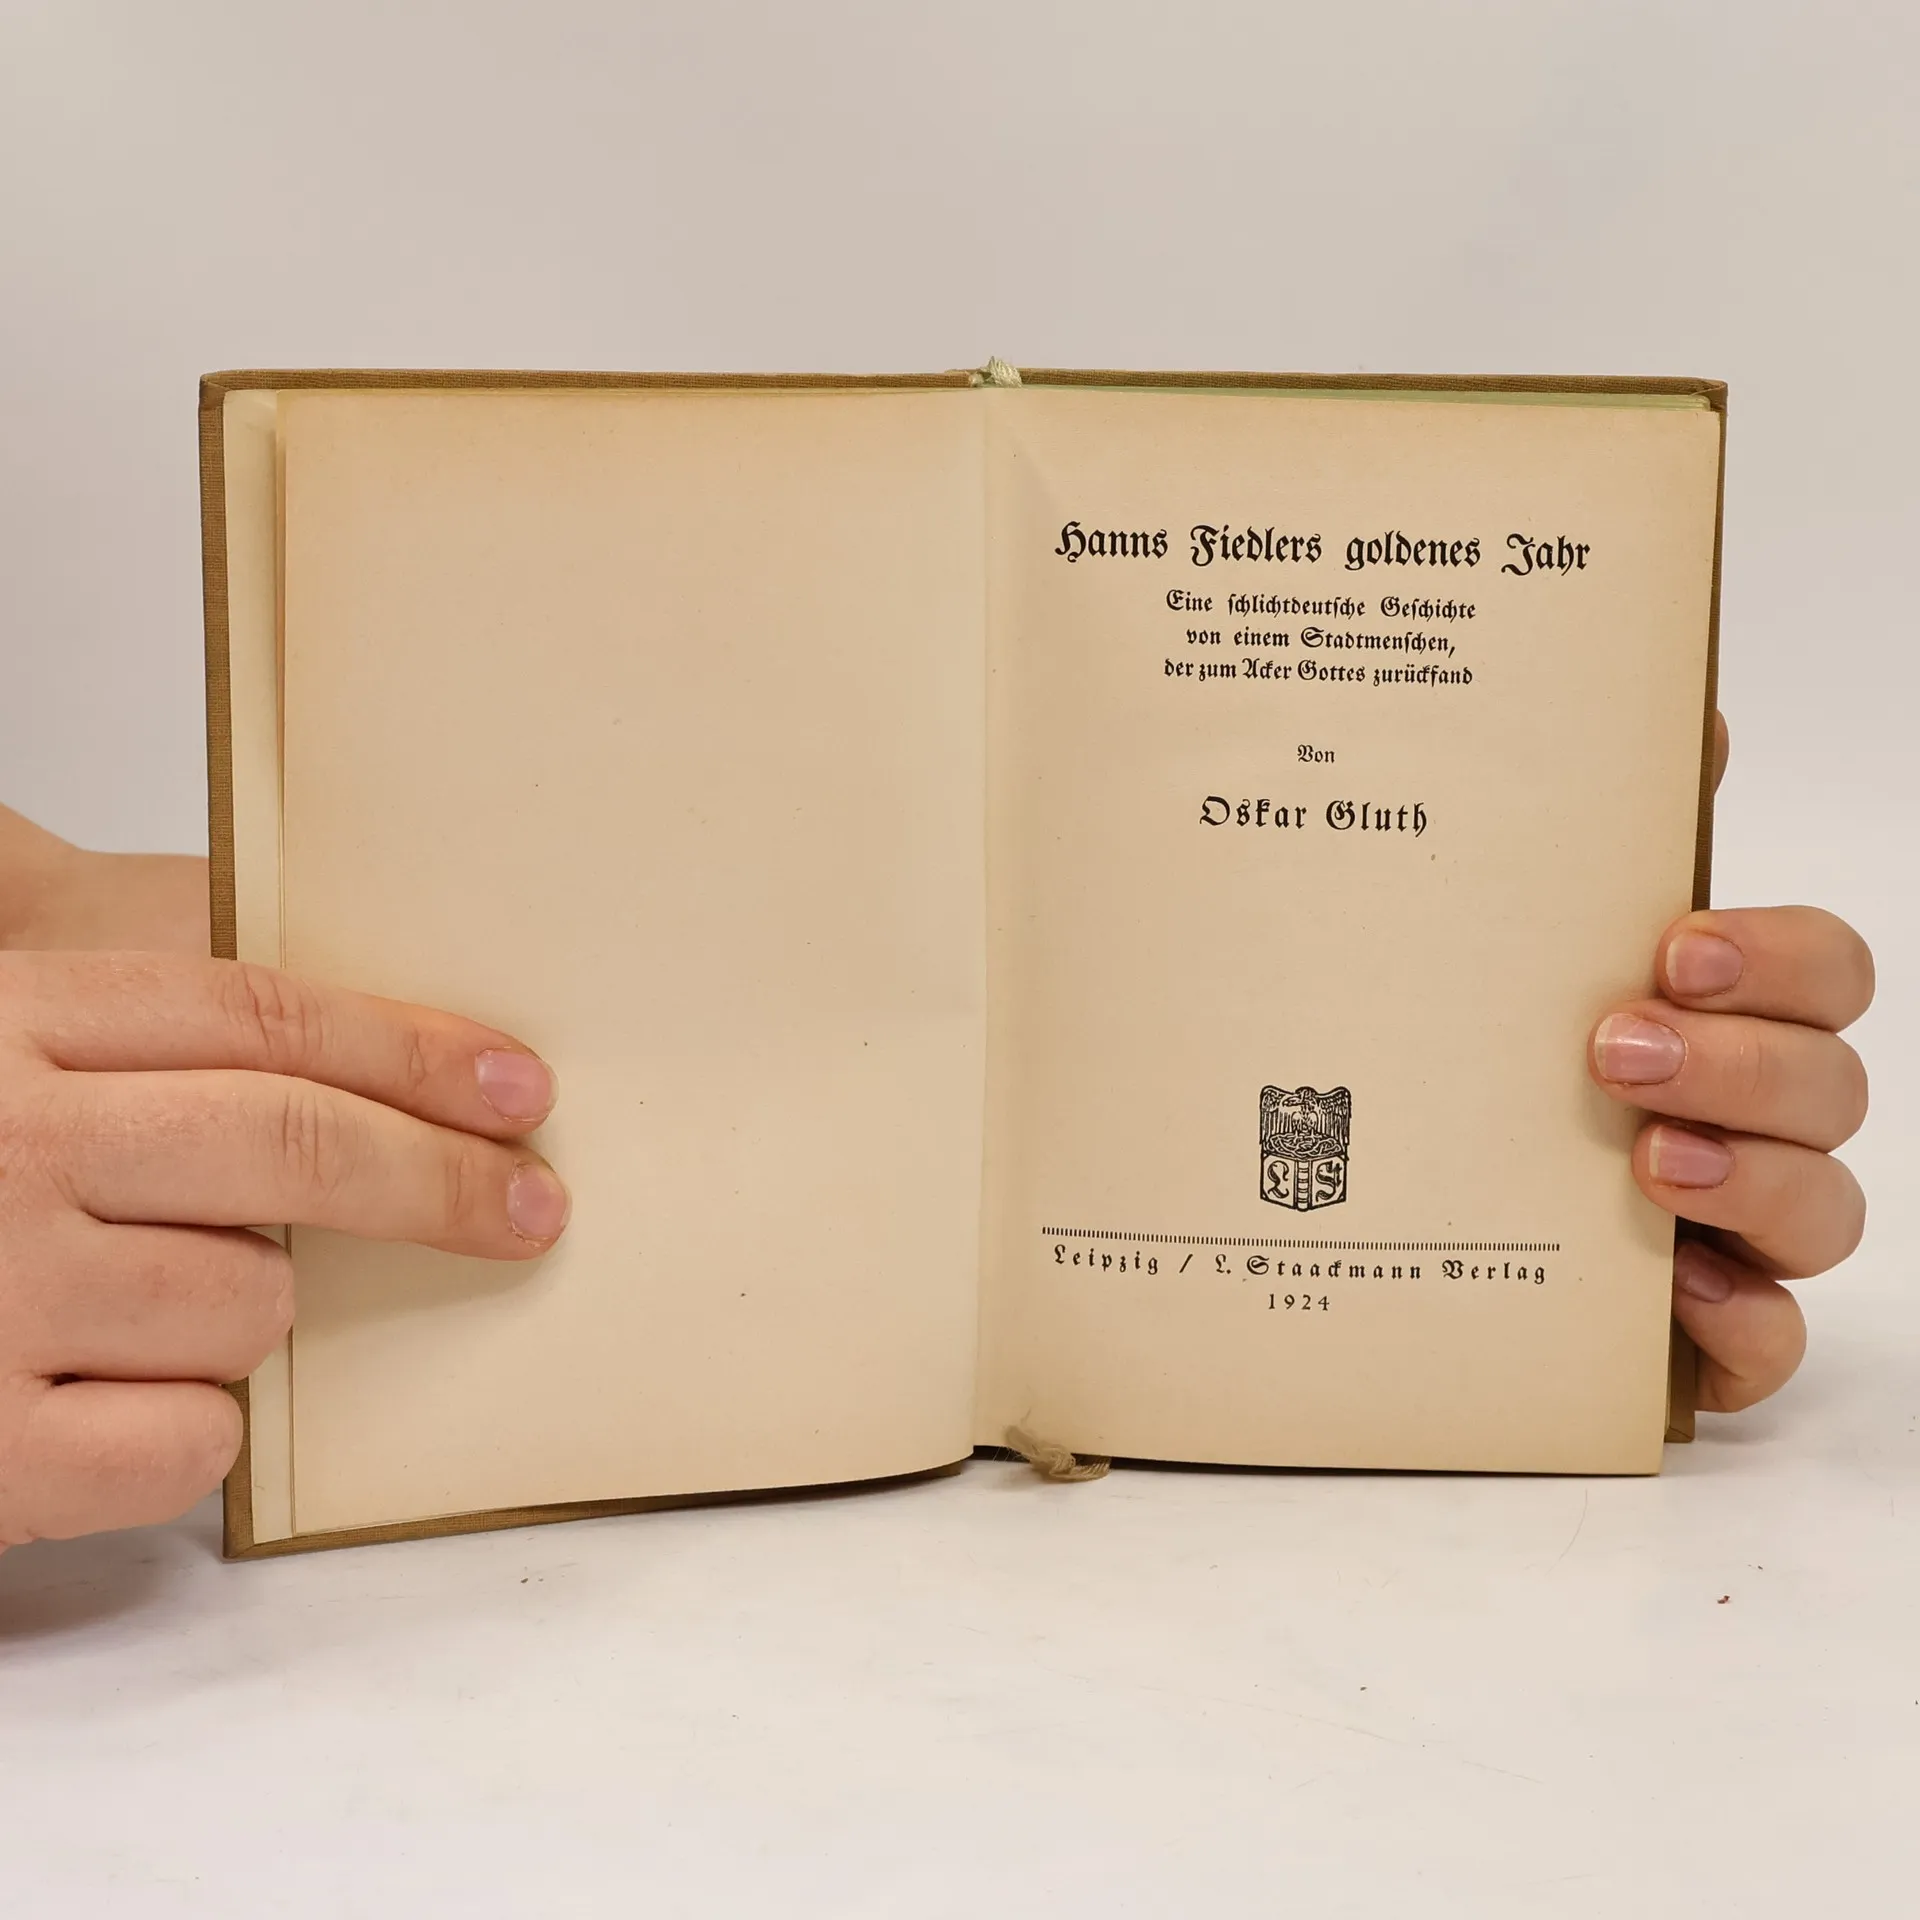 Hanns Fiedlers goldenes Jahr
Eine ſchlichtdeutſche Geſchichte
von einem Stadtmenſchen,
der zum Acker Gottes zurückfand
Von
Oskar Gluth
L St
Leipzig / L. Staackmann Verlag
1924